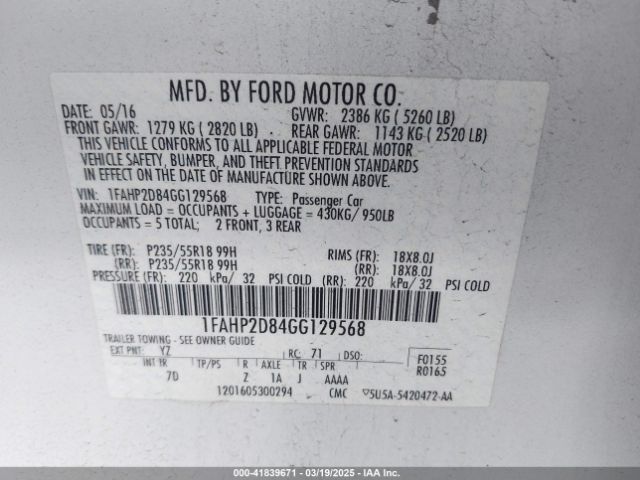 MFD. BY FORD MOTOR CO.
DATE: 05/16 GVWR: 2386 KG ( 5260 LB)
FRONT GAWR: 1279 KG ( 2820 LB) REAR GAWR: 1143 KG ( 2520 LB)
THIS VEHICLE CONFORMS TO ALL APPLICABLE FEDERAL MOTOR
VEHICLE SAFETY, BUMPER, AND THEFT PREVENTION STANDARDS
IN EFFECT ON THE DATE OF MANUFACTURE SHOWN ABOVE.
VIN: 1FAHP2D84GG129568 TYPE: Passenger Car
MAXIMUM LOAD = OCCUPANTS + LUGGAGE = 430KG/ 950LB
OCCUPANTS = 5 TOTAL; 2 FRONT, 3 REAR
TIRE (FR): P235/55R18 99H RIMS (FR): 18X8.0J
(RR): P235/55R18 99H (RR): 18X8.0J
PRESSURE (FR): 220 kPa/ 32 PSI COLD (RR): 220 kPa/ 32 PSI COLD
1FAHP2D84GG129568
TRAILER TOWING - SEE OWNER GUIDE
EXT PNT: YZ RC: 71 DSO: F0155
R0165
INT TR TP/PS R AXLE TR SPR
7D Z 1A J AAAA
1201605300294 CMC ▽5U5A-5420472-AA
000-41839671 03/19/2025 IAAI.COM